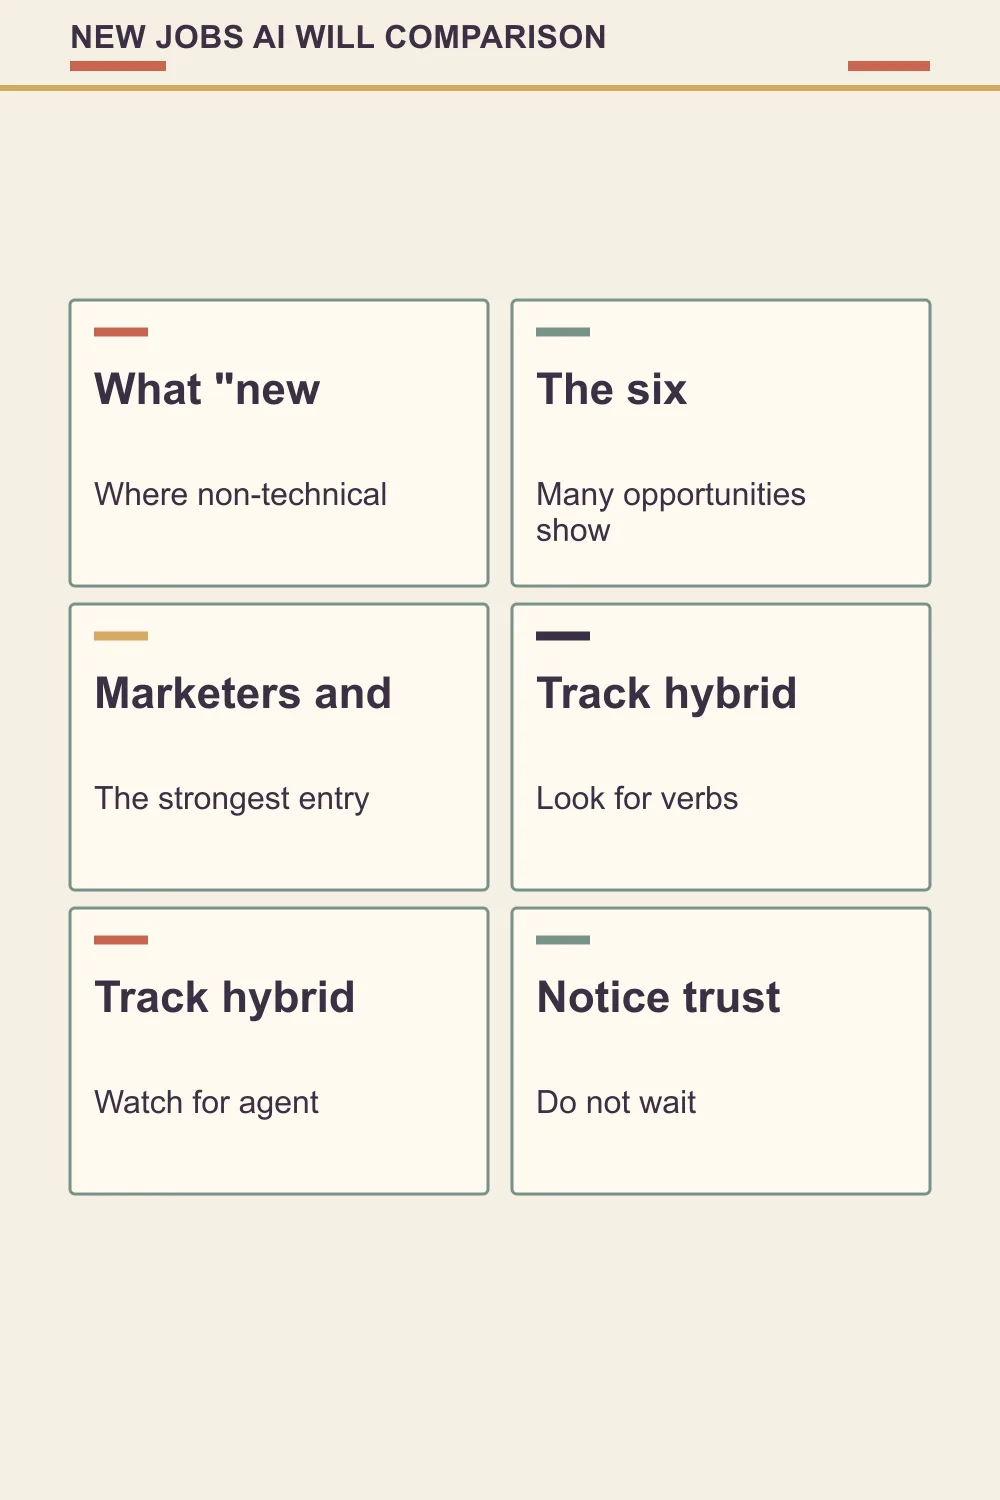 NEW JOBS AI WILL COMPARISON
What "new
Where non-technical
The six
Many opportunities
show
Marketers and
The strongest entry
Track hybrid
Look for verbs
Track hybrid
Watch for agent
Notice trust
Do not wait